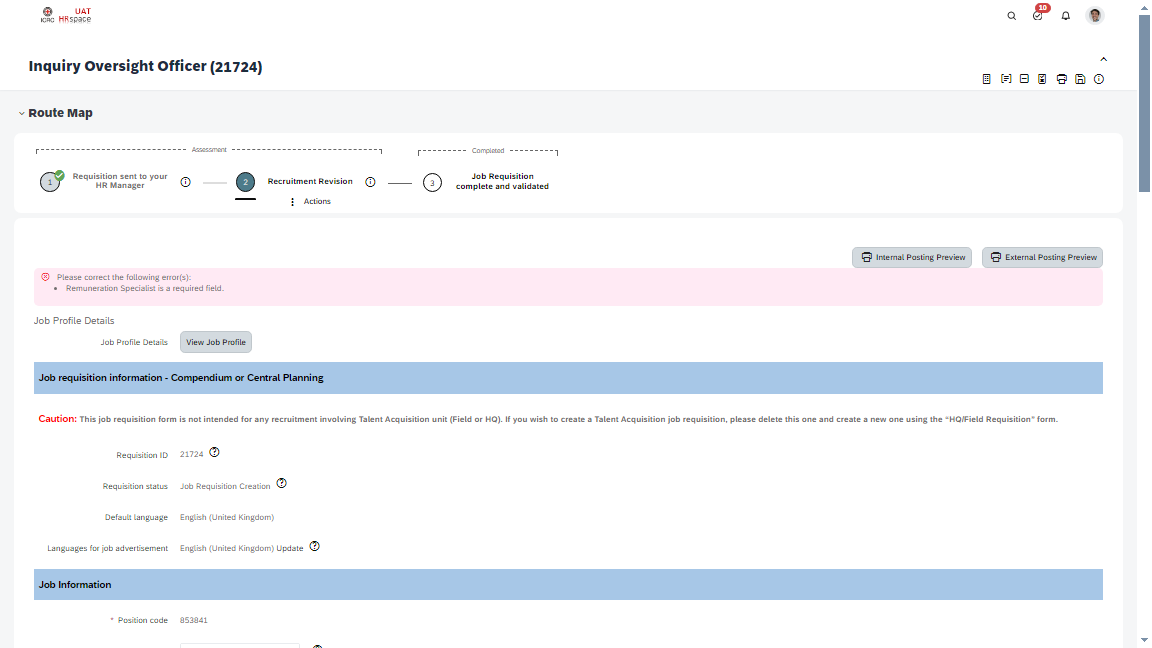 ICRC
UAT
HRspace
10
Inquiry Oversight Officer (21724)
Route Map
Assessment
Completed
1
Requisition sent to your
HR Manager
2
Recruitment Revision
Actions
3
Job Requisition
complete and validated
Internal Posting Preview
External Posting Preview
Please correct the following error(s):
• Remuneration Specialist is a required field.
Job Profile Details
Job Profile Details
View Job Profile
Job requisition information - Compendium or Central Planning
Caution: This job requisition form is not intended for any recruitment involving Talent Acquisition unit (Field or HQ). If you wish to create a Talent Acquisition job requisition, please delete this one and create a new one using the “HQ/Field Requisition” form.
Requisition ID 21724
Requisition status Job Requisition Creation
Default language English (United Kingdom)
Languages for job advertisement English (United Kingdom) Update
Job Information
* Position code 853841